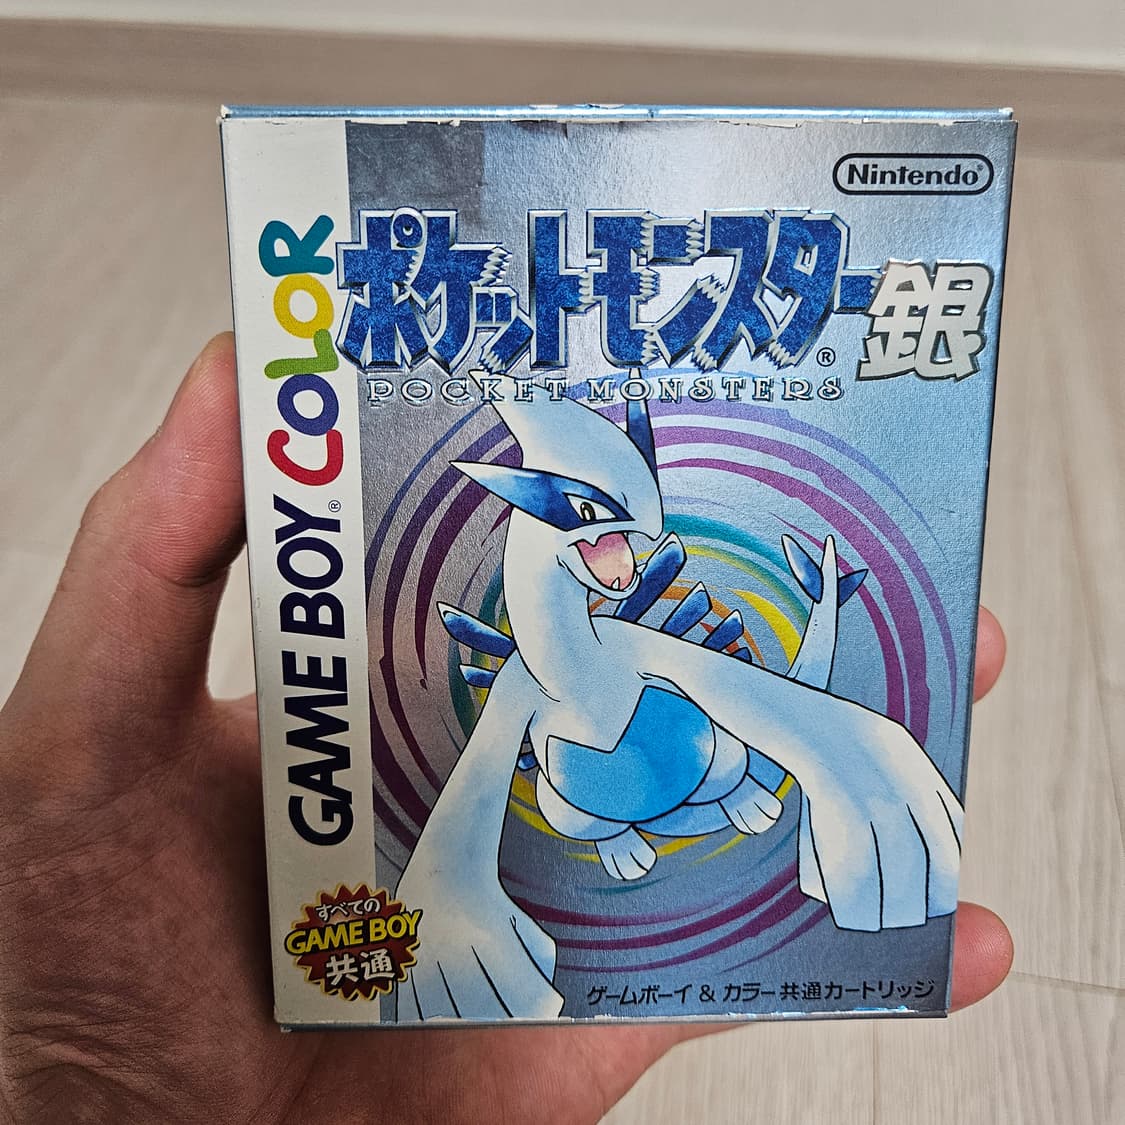 Nintendo®
ポケットモンスター銀
®
POCKET MONSTERS
GAME BOY® COLOR
すべての
GAME BOY
共通
ゲームボーイ & カラー共通カートリッジ